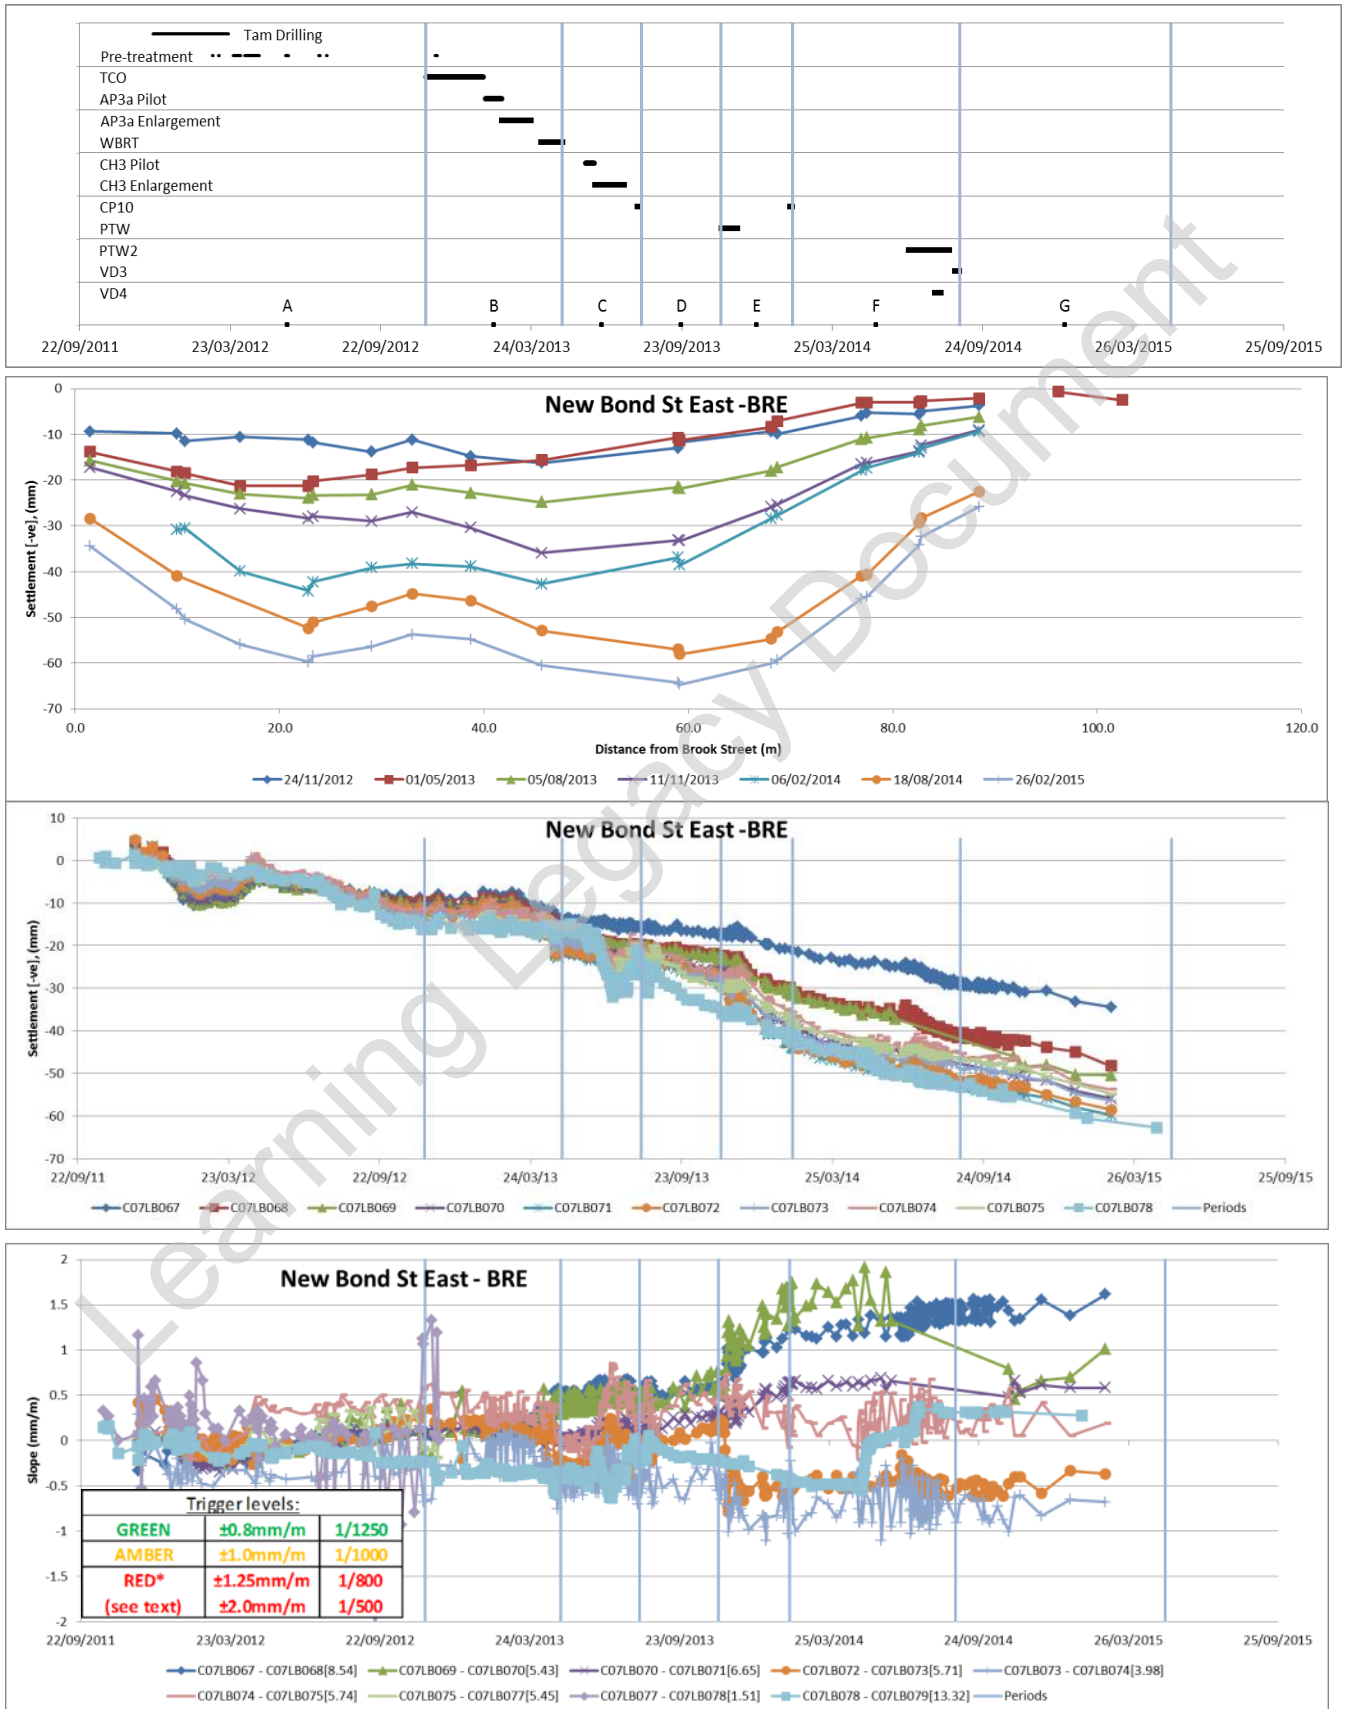 Tam Drilling
Pre-treatment
TCO
AP3a Pilot
AP3a Enlargement
WBRT
CH3 Pilot
CH3 Enlargement
CP10
PTW
PTW2
VD3
VD4
A B C D E F G
22/09/2011 23/03/2012 22/09/2012 24/03/2013 23/09/2013 25/03/2014 24/09/2014 26/03/2015 25/09/2015
New Bond St East -BRE
Settlement [-ve], (mm)
0
-10
-20
-30
-40
-50
-60
-70
0.0 20.0 40.0 60.0 80.0 100.0 120.0
Distance from Brook Street (m)
24/11/2012 01/05/2013 05/08/2013 11/11/2013 06/02/2014 18/08/2014 26/02/2015
New Bond St East -BRE
Settlement [-ve], (mm)
10
0
-10
-20
-30
-40
-50
-60
-70
22/09/11 23/03/12 22/09/12 24/03/13 23/09/13 25/03/14 24/09/14 26/03/15 25/09/15
C07LB067 C07LB068 C07LB069 C07LB070 C07LB071 C07LB072 C07LB073 C07LB074 C07LB075 C07LB078 Periods
New Bond St East - BRE
Slope (mm/m)
2
1.5
1
0.5
0
-0.5
-1
-1.5
-2
Trigger levels:
GREEN ±0.8mm/m 1/1250
AMBER ±1.0mm/m 1/1000
RED* ±1.25mm/m 1/800
(see text) ±2.0mm/m 1/500
22/09/2011 23/03/2012 22/09/2012 24/03/2013 23/09/2013 25/03/2014 24/09/2014 26/03/2015 25/09/2015
C07LB067 - C07LB068[8.54] C07LB069 - C07LB070[5.43] C07LB070 - C07LB071[6.65] C07LB072 - C07LB073[5.71] C07LB073 - C07LB074[3.98]
C07LB074 - C07LB075[5.74] C07LB075 - C07LB077[5.45] C07LB077 - C07LB078[1.51] C07LB078 - C07LB079[13.32] Periods
Learning Legacy Document